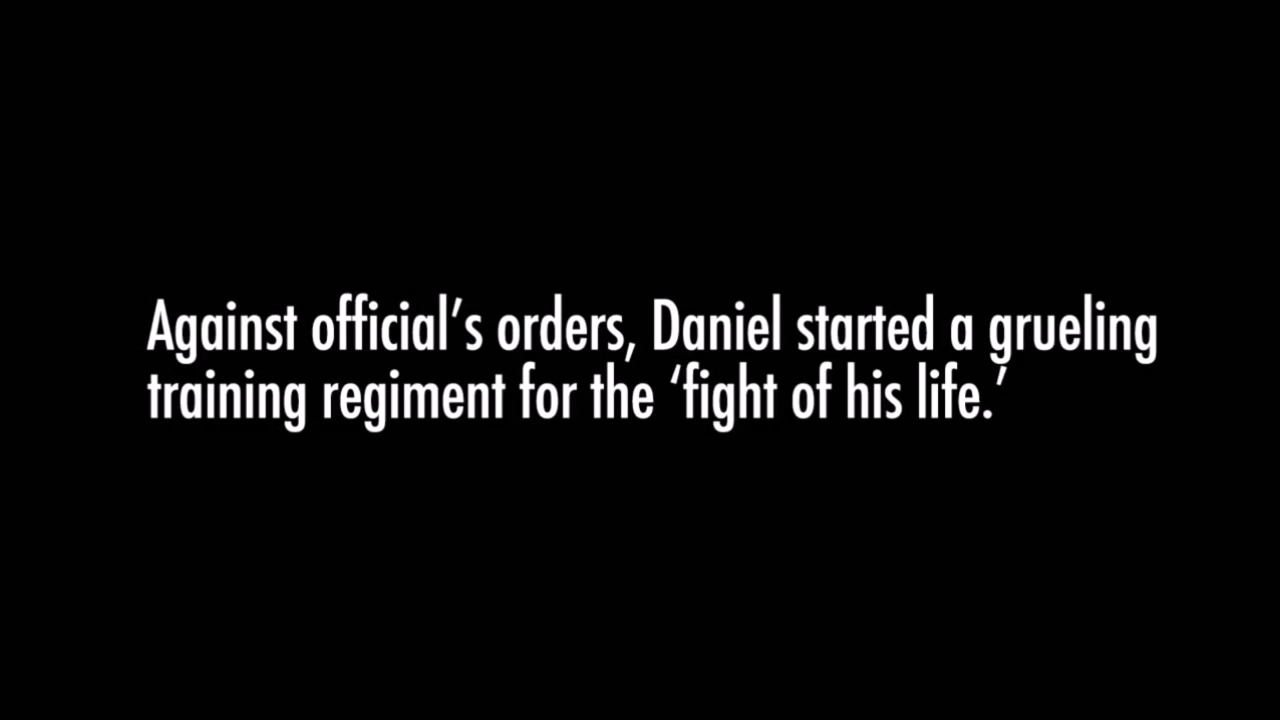 Against official’s orders, Daniel started a grueling
training regiment for the ‘fight of his life.’